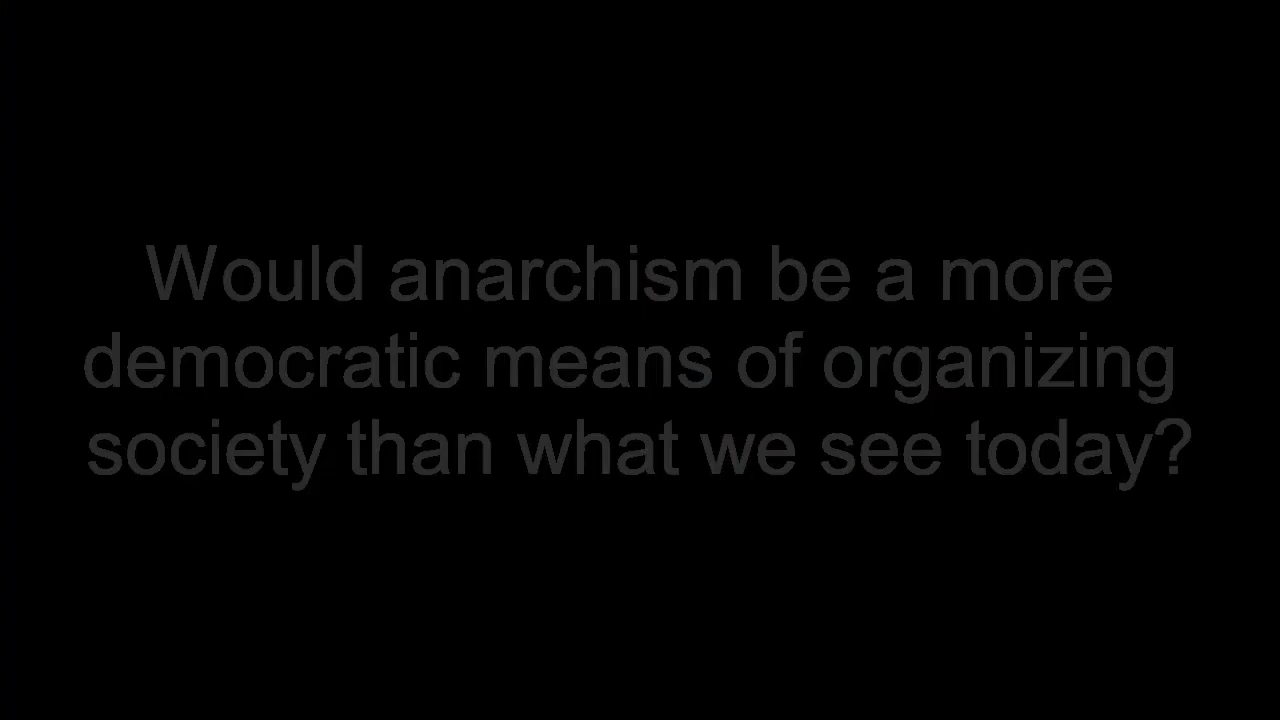 Would anarchism be a more
democratic means of organizing
society than what we see today?